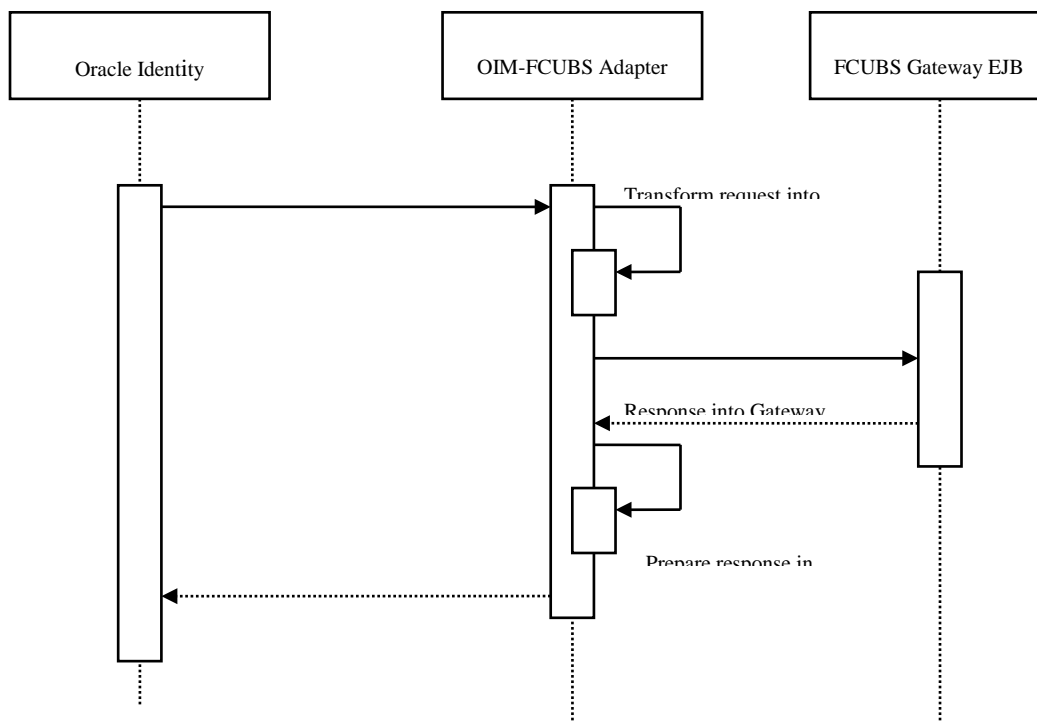 Oracle Identity
OIM-FCUBS Adapter
FCUBS Gateway EJB
Transform request into
Response into Gateway
Prepare response in